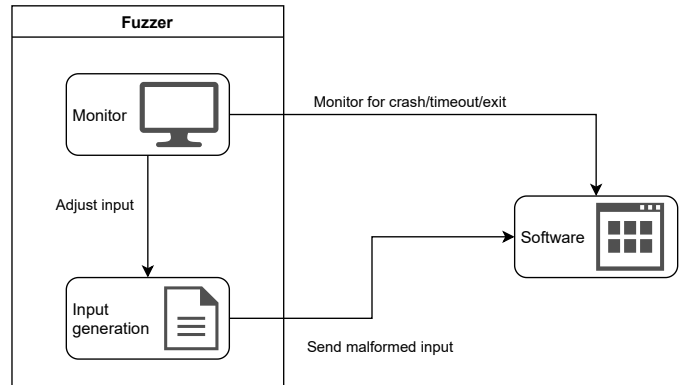 Fuzzer
Monitor
Monitor for crash/timeout/exit
Adjust input
Software
Input
generation
Send malformed input